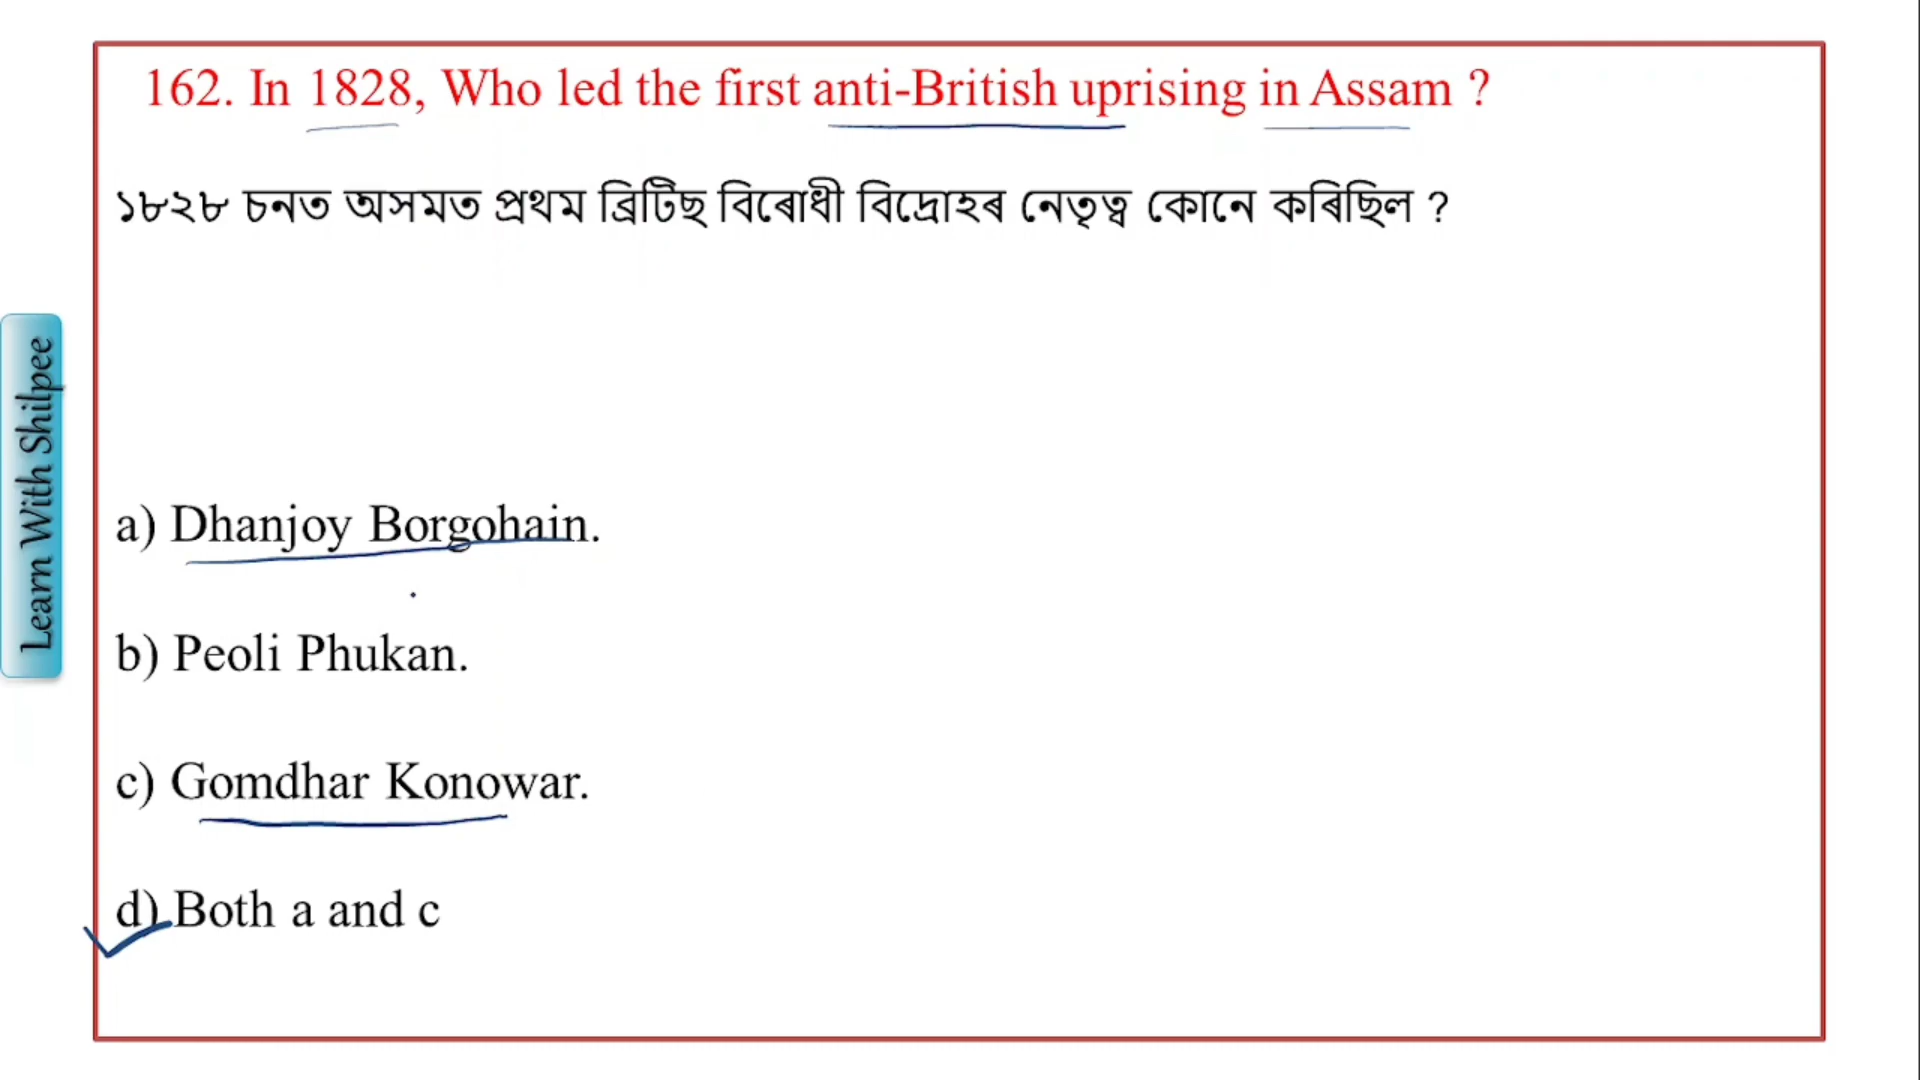 162. In 1828, Who led the first anti-British uprising in Assam ?
১৮২৮ চনত অসমত প্ৰথম ব্ৰিটিছ বিৰোধী বিদ্ৰোহৰ নেতৃত্ব কোনে কৰিছিল ?
Learn With Shilpee
a) Dhanjoy Borgohain.
b) Peoli Phukan.
c) Gomdhar Konowar.
d) Both a and c